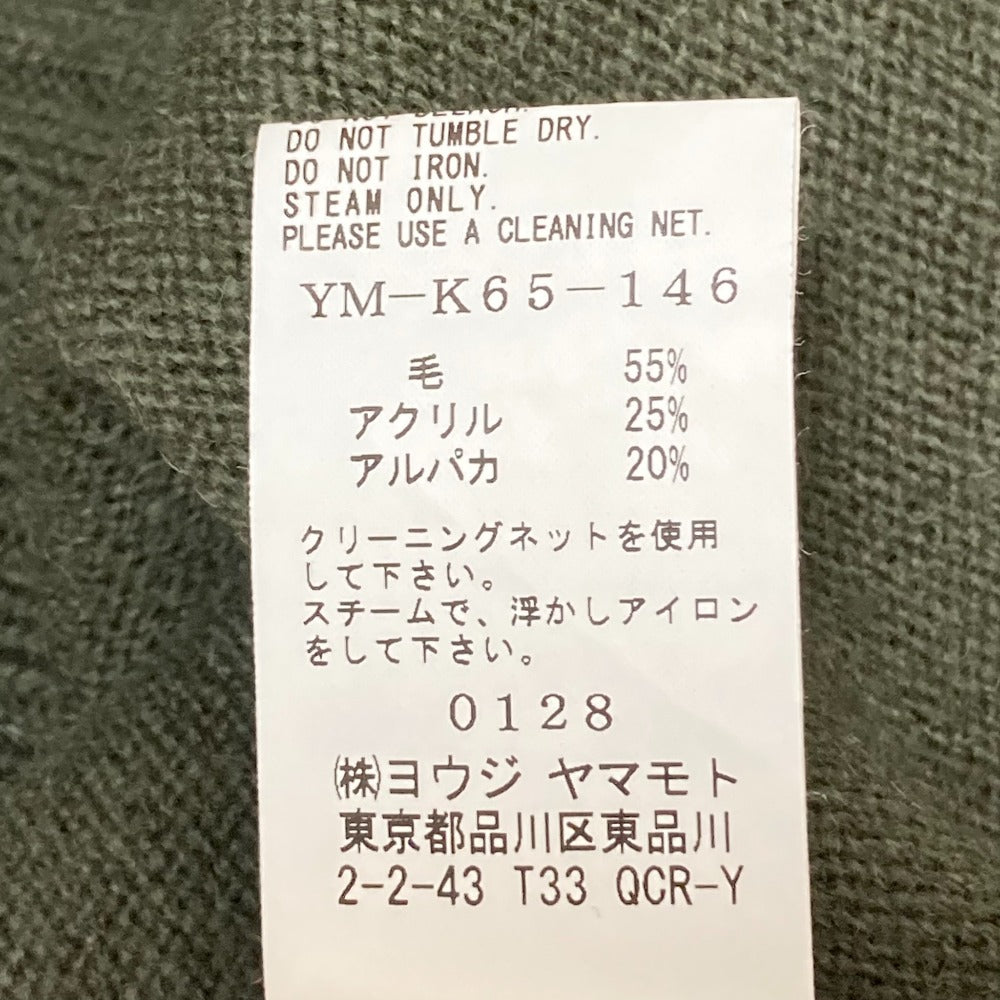 DO NOT TUMBLE DRY.
DO NOT IRON.
STEAM ONLY.
PLEASE USE A CLEANING NET.
YM-K65-146
毛 55%
アクリル 25%
アルパカ 20%
クリーニングネットを使用
して下さい。
スチームで、浮かしアイロン
をして下さい。
0128
㈱ヨウジ ヤマモト
東京都品川区東品川
2-2-43 T33 QCR-Y